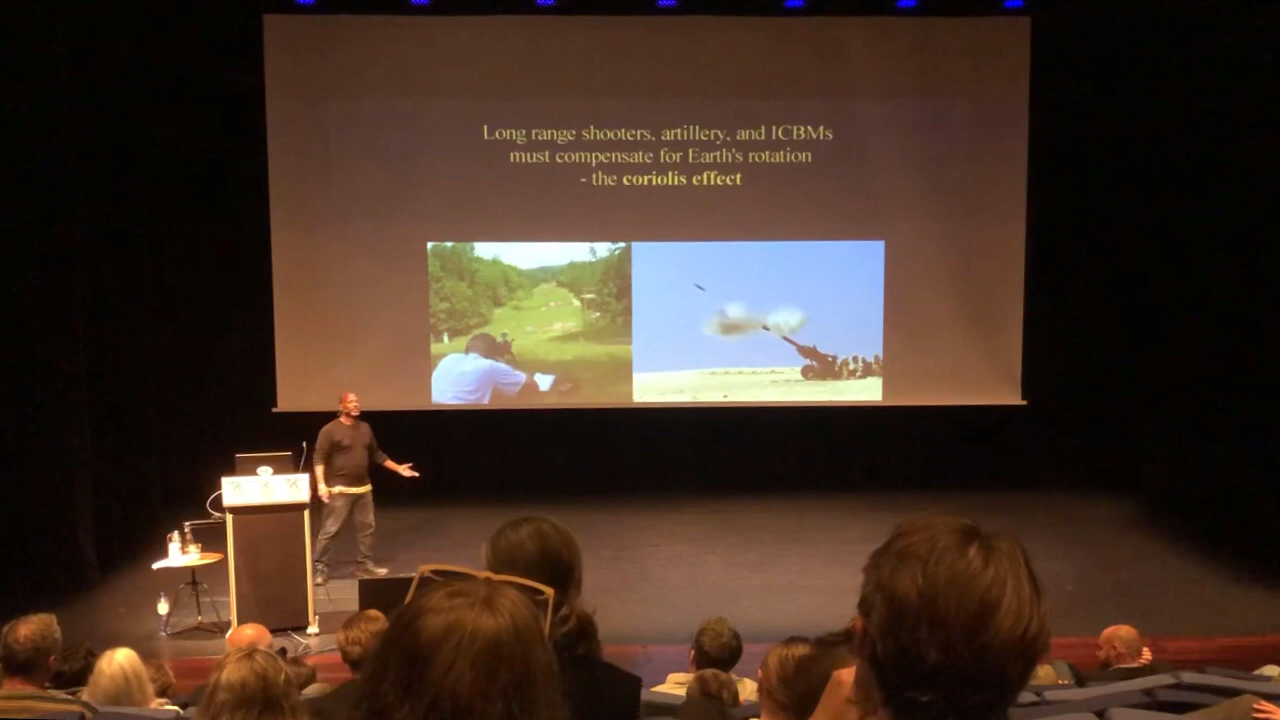 Long range shooters, artillery, and ICBMs
must compensate for Earth's rotation
- the coriolis effect